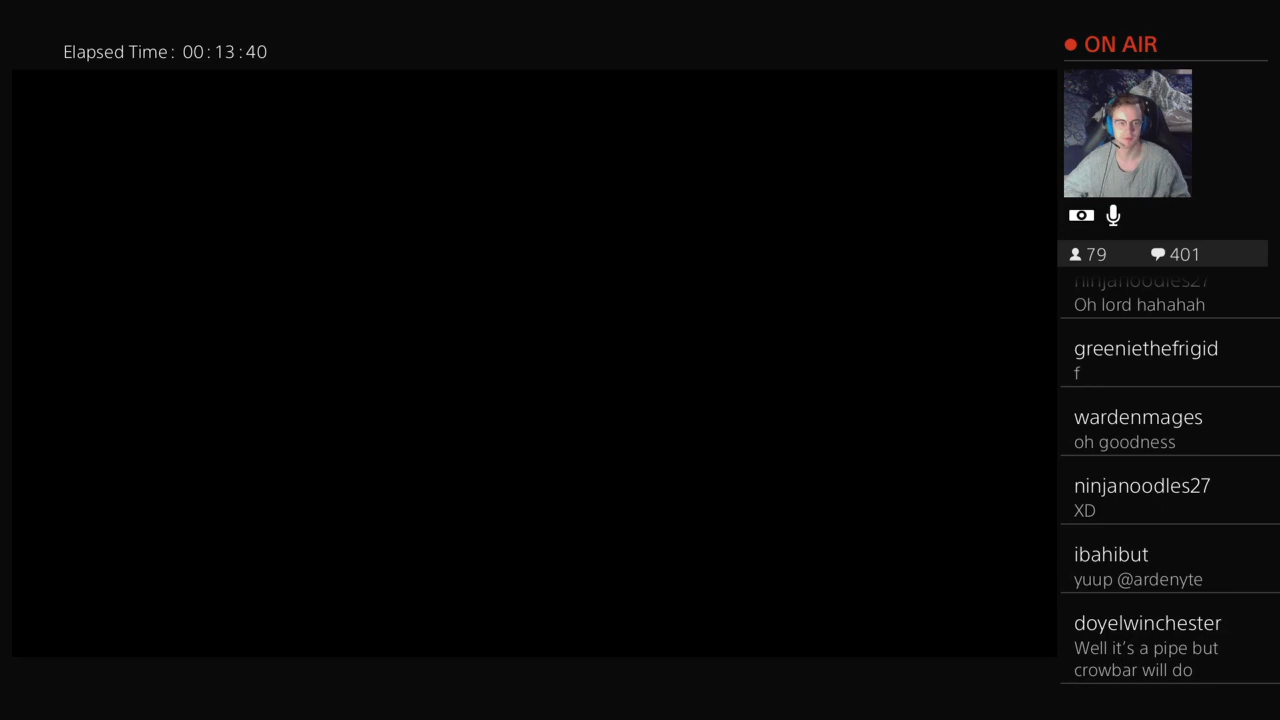 Elapsed Time: 00:13:40
ON AIR
79 401
ninjanoodles27
Oh lord hahahah
greeniethefrigid
f
wardenmages
oh goodness
ninjanoodles27
XD
ibahibut
yuup @ardenyte
doyelwinchester
Well it's a pipe but
crowbar will do